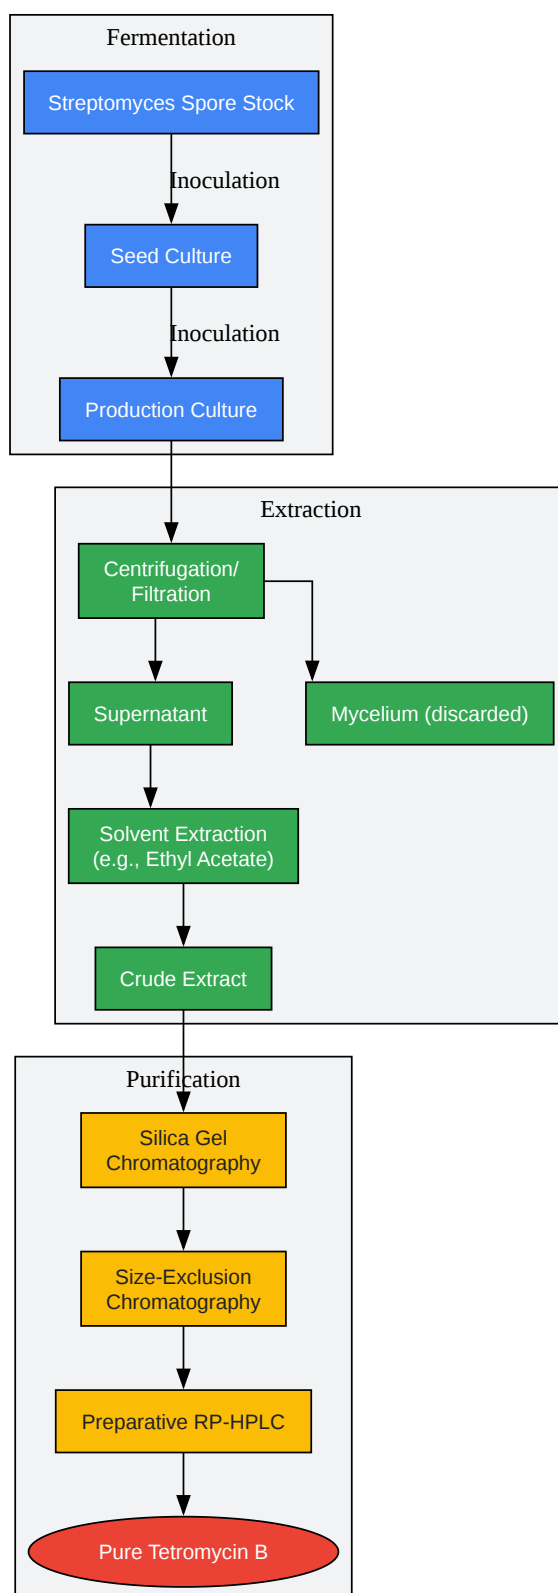 Fermentation
Streptomyces Spore Stock
Inoculation
Seed Culture
Inoculation
Production Culture
Extraction
Centrifugation/
Filtration
Supernatant
Mycelium (discarded)
Solvent Extraction
(e.g., Ethyl Acetate)
Crude Extract
Purification
Silica Gel
Chromatography
Size-Exclusion
Chromatography
Preparative RP-HPLC
Pure Tetromycin B